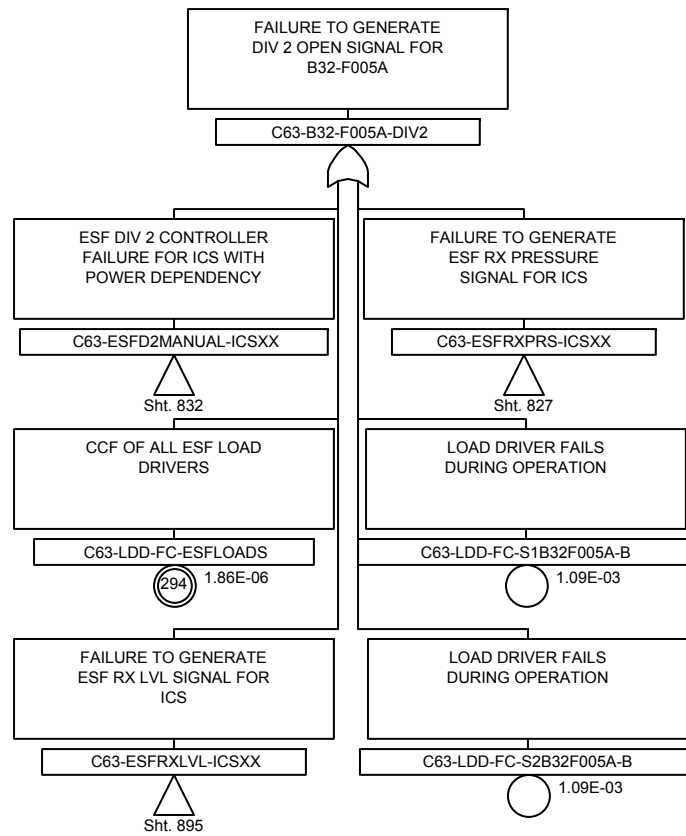 FAILURE TO GENERATE
DIV 2 OPEN SIGNAL FOR
B32-F005A
C63-B32-F005A-DIV2
ESF DIV 2 CONTROLLER
FAILURE FOR ICS WITH
POWER DEPENDENCY
C63-ESFD2MANUAL-ICSXX
Sht. 832
FAILURE TO GENERATE
ESF RX PRESSURE
SIGNAL FOR ICS
C63-ESFRXPRS-ICSXX
Sht. 827
CCF OF ALL ESF LOAD
DRIVERS
C63-LDD-FC-ESFLOADS
294
1.86E-06
LOAD DRIVER FAILS
DURING OPERATION
C63-LDD-FC-S1B32F005A-B
1.09E-03
FAILURE TO GENERATE
ESF RX LVL SIGNAL FOR
ICS
C63-ESFRXLVL-ICSXX
Sht. 895
LOAD DRIVER FAILS
DURING OPERATION
C63-LDD-FC-S2B32F005A-B
1.09E-03